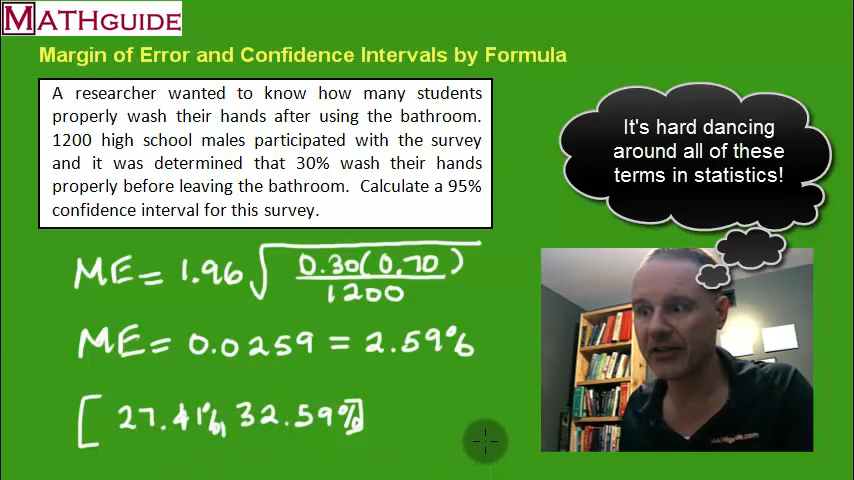 MATHGUIDE
Margin of Error and Confidence Intervals by Formula
A researcher wanted to know how many students
properly wash their hands after using the bathroom.
1200 high school males participated with the survey
and it was determined that 30% wash their hands
properly before leaving the bathroom. Calculate a 95%
confidence interval for this survey.
It's hard dancing
around all of these
terms in statistics!
ME = 1.96 √ 0.30(0.70)
1200
ME = 0.0259 = 2.59%
[ 27.41%, 32.59%]
MATHguide.com